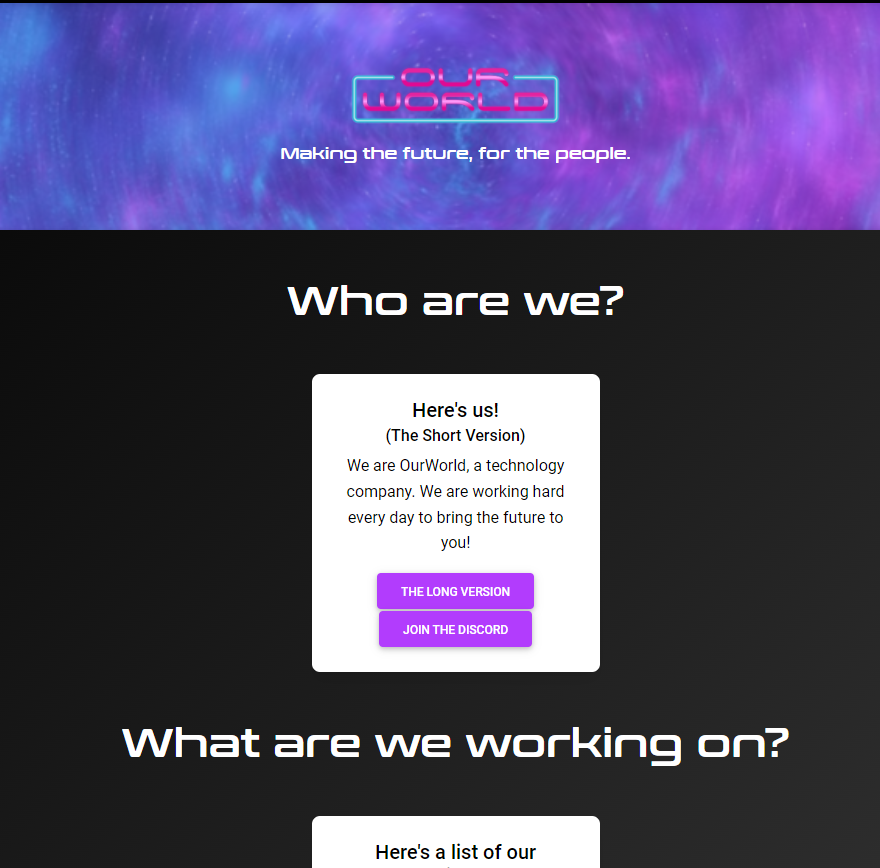 OUR
WORLD
Making the future, for the people.
Who are we?
Here's us!
(The Short Version)
We are OurWorld, a technology
company. We are working hard
every day to bring the future to
you!
THE LONG VERSION
JOIN THE DISCORD
What are we working on?
Here's a list of our